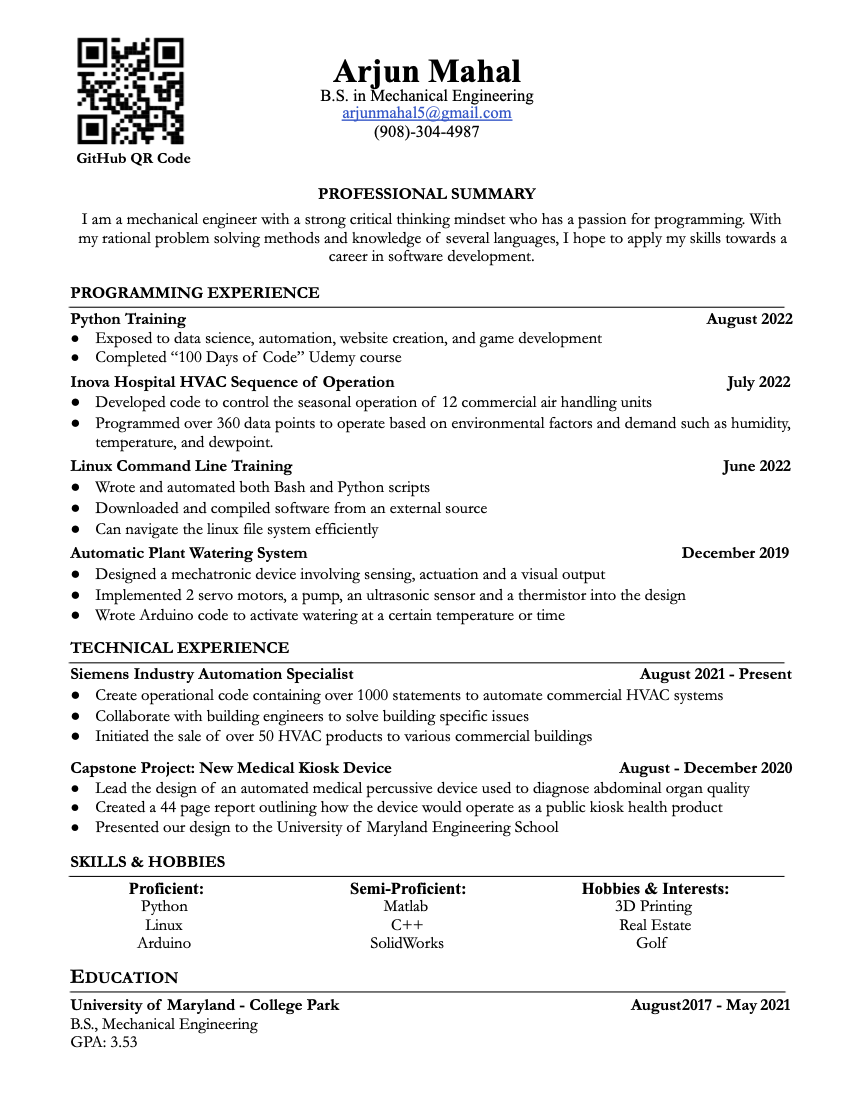 Arjun Mahal
B.S. in Mechanical Engineering
arjunmahal5@gmail.com
(908)-304-4987
GitHub QR Code
PROFESSIONAL SUMMARY
I am a mechanical engineer with a strong critical thinking mindset who has a passion for programming. With
my rational problem solving methods and knowledge of several languages, I hope to apply my skills towards a
career in software development.
PROGRAMMING EXPERIENCE
Python Training August 2022
● Exposed to data science, automation, website creation, and game development
● Completed “100 Days of Code” Udemy course
Inova Hospital HVAC Sequence of Operation July 2022
● Developed code to control the seasonal operation of 12 commercial air handling units
● Programmed over 360 data points to operate based on environmental factors and demand such as humidity,
temperature, and dewpoint.
Linux Command Line Training June 2022
● Wrote and automated both Bash and Python scripts
● Downloaded and compiled software from an external source
● Can navigate the linux file system efficiently
Automatic Plant Watering System December 2019
● Designed a mechatronic device involving sensing, actuation and a visual output
● Implemented 2 servo motors, a pump, an ultrasonic sensor and a thermistor into the design
● Wrote Arduino code to activate watering at a certain temperature or time
TECHNICAL EXPERIENCE
Siemens Industry Automation Specialist August 2021 - Present
● Create operational code containing over 1000 statements to automate commercial HVAC systems
● Collaborate with building engineers to solve building specific issues
● Initiated the sale of over 50 HVAC products to various commercial buildings
Capstone Project: New Medical Kiosk Device August - December 2020
● Lead the design of an automated medical percussive device used to diagnose abdominal organ quality
● Created a 44 page report outlining how the device would operate as a public kiosk health product
● Presented our design to the University of Maryland Engineering School
SKILLS & HOBBIES
Proficient: Semi-Proficient: Hobbies & Interests:
Python Matlab 3D Printing
Linux C++ Real Estate
Arduino SolidWorks Golf
EDUCATION
University of Maryland - College Park August2017 - May 2021
B.S., Mechanical Engineering
GPA: 3.53